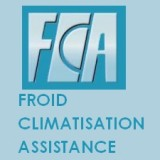 FCA
FROID
CLIMATISATION
ASSISTANCE